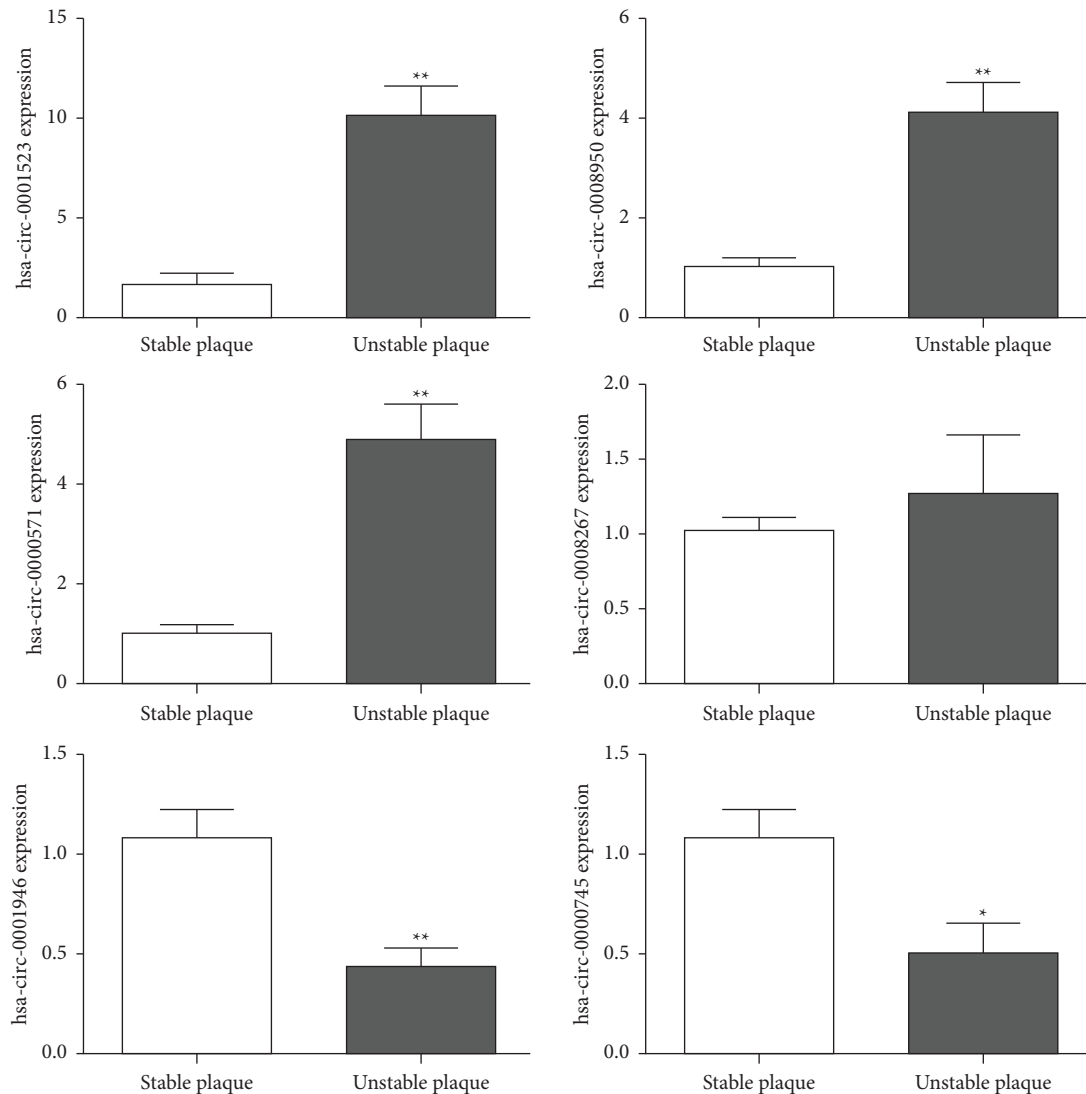 hsa-circ-0001523 expression
15
10
5
0
**
Stable plaque
Unstable plaque
hsa-circ-0008950 expression
6
4
2
0
**
Stable plaque
Unstable plaque
hsa-circ-0000571 expression
6
4
2
0
**
Stable plaque
Unstable plaque
hsa-circ-0008267 expression
2.0
1.5
1.0
0.5
0.0
Stable plaque
Unstable plaque
hsa-circ-0001946 expression
1.5
1.0
0.5
0.0
**
Stable plaque
Unstable plaque
hsa-circ-0000745 expression
1.5
1.0
0.5
0.0
*
Stable plaque
Unstable plaque